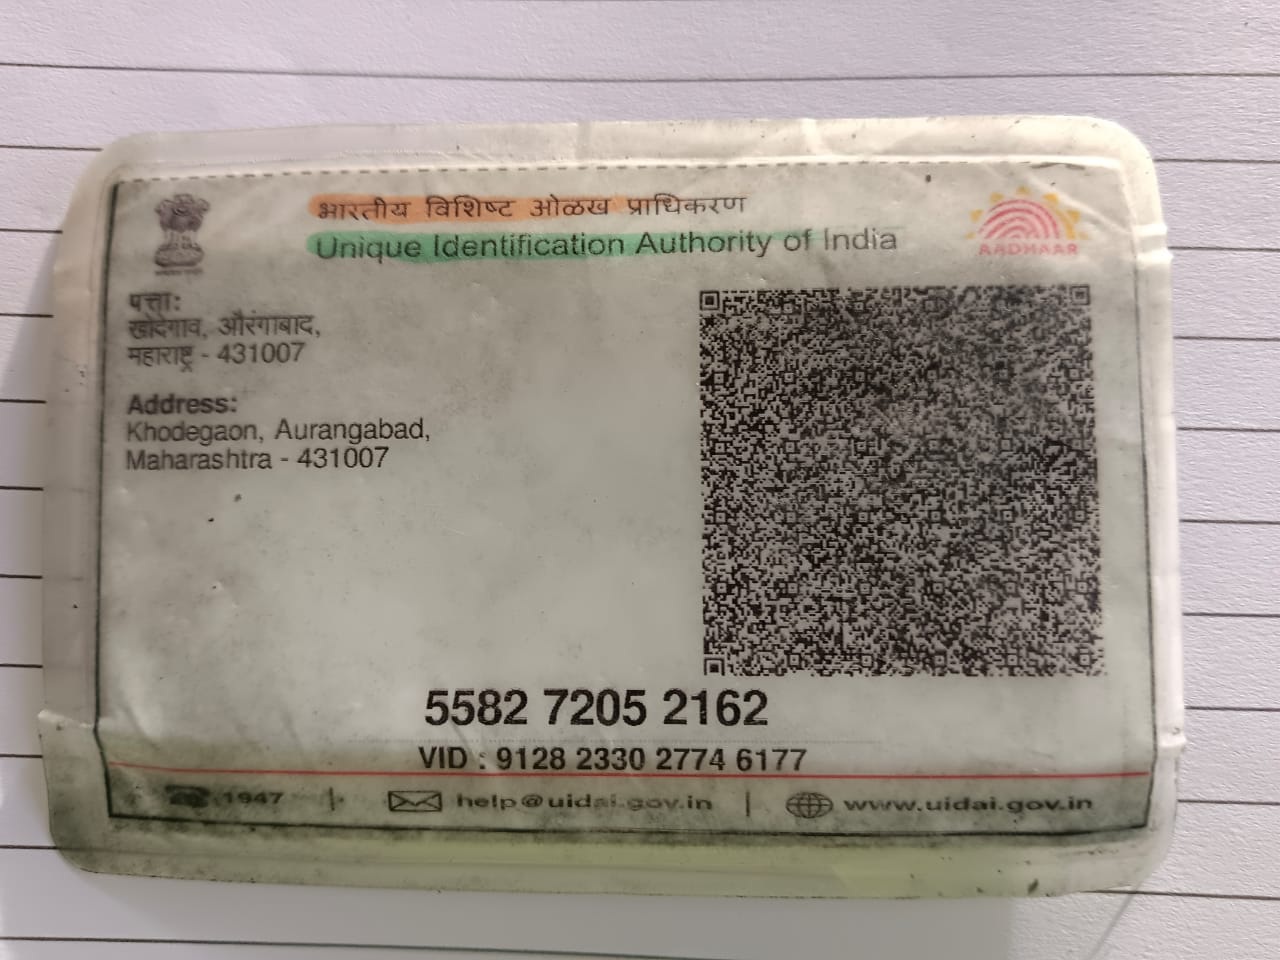 भारतीय विशिष्ट ओळख प्राधिकरण
Unique Identification Authority of India
AADHAAR
पत्ता:
खोदेगाव, औरंगाबाद,
महाराष्ट्र - 431007
Address:
Khodegaon, Aurangabad,
Maharashtra - 431007
5582 7205 2162
VID : 9128 2330 2774 6177
1947 | help@uidai.gov.in | www.uidai.gov.in